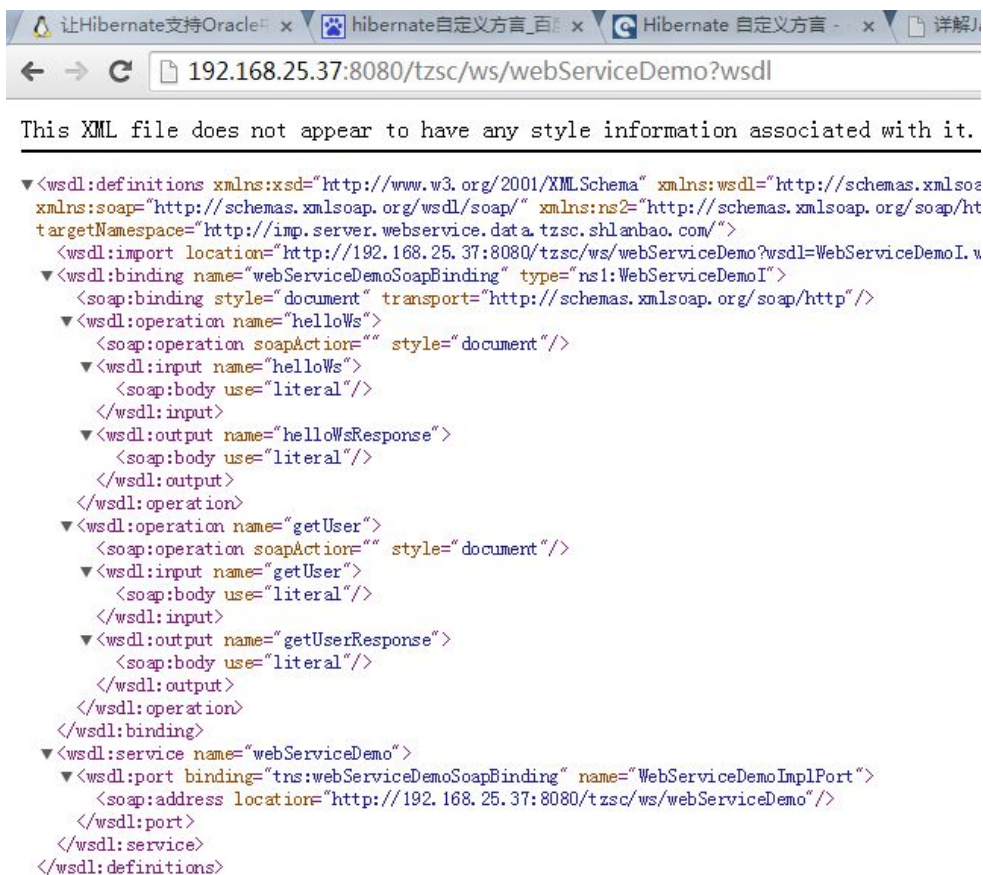 让Hibernate支持Oracle hibernate自定义方言_百 Hibernate 自定义方言 - 详解J
192.168.25.37:8080/tzsc/ws/webServiceDemo?wsdl
This XML file does not appear to have any style information associated with it.
▼<wsdl:definitions xmlns:xsd="http://www.w3.org/2001/XMLSchema" xmlns:wsdl="http://schemas.xmlsoa
xmlns:soap="http://schemas.xmlsoap.org/wsdl/soap/" xmlns:ns2="http://schemas.xmlsoap.org/soap/ht
targetNamespace="http://imp.server.webservice.data.tzsc.shlanbao.com/">
<wsdl:import location="http://192.168.25.37:8080/tzsc/ws/webServiceDemo?wsdl=WebServiceDemoI.w
▼<wsdl:binding name="webServiceDemoSoapBinding" type="ns1:WebServiceDemoI">
<soap:binding style="document" transport="http://schemas.xmlsoap.org/soap/http"/>
▼<wsdl:operation name="helloWs">
<soap:operation soapAction="" style="document"/>
▼<wsdl:input name="helloWs">
<soap:body use="literal"/>
</wsdl:input>
▼<wsdl:output name="helloWsResponse">
<soap:body use="literal"/>
</wsdl:output>
</wsdl:operation>
▼<wsdl:operation name="getUser">
<soap:operation soapAction="" style="document"/>
▼<wsdl:input name="getUser">
<soap:body use="literal"/>
</wsdl:input>
▼<wsdl:output name="getUserResponse">
<soap:body use="literal"/>
</wsdl:output>
</wsdl:operation>
</wsdl:binding>
▼<wsdl:service name="webServiceDemo">
▼<wsdl:port binding="tns:webServiceDemoSoapBinding" name="WebServiceDemoImplPort">
<soap:address location="http://192.168.25.37:8080/tzsc/ws/webServiceDemo"/>
</wsdl:port>
</wsdl:service>
</wsdl:definitions>